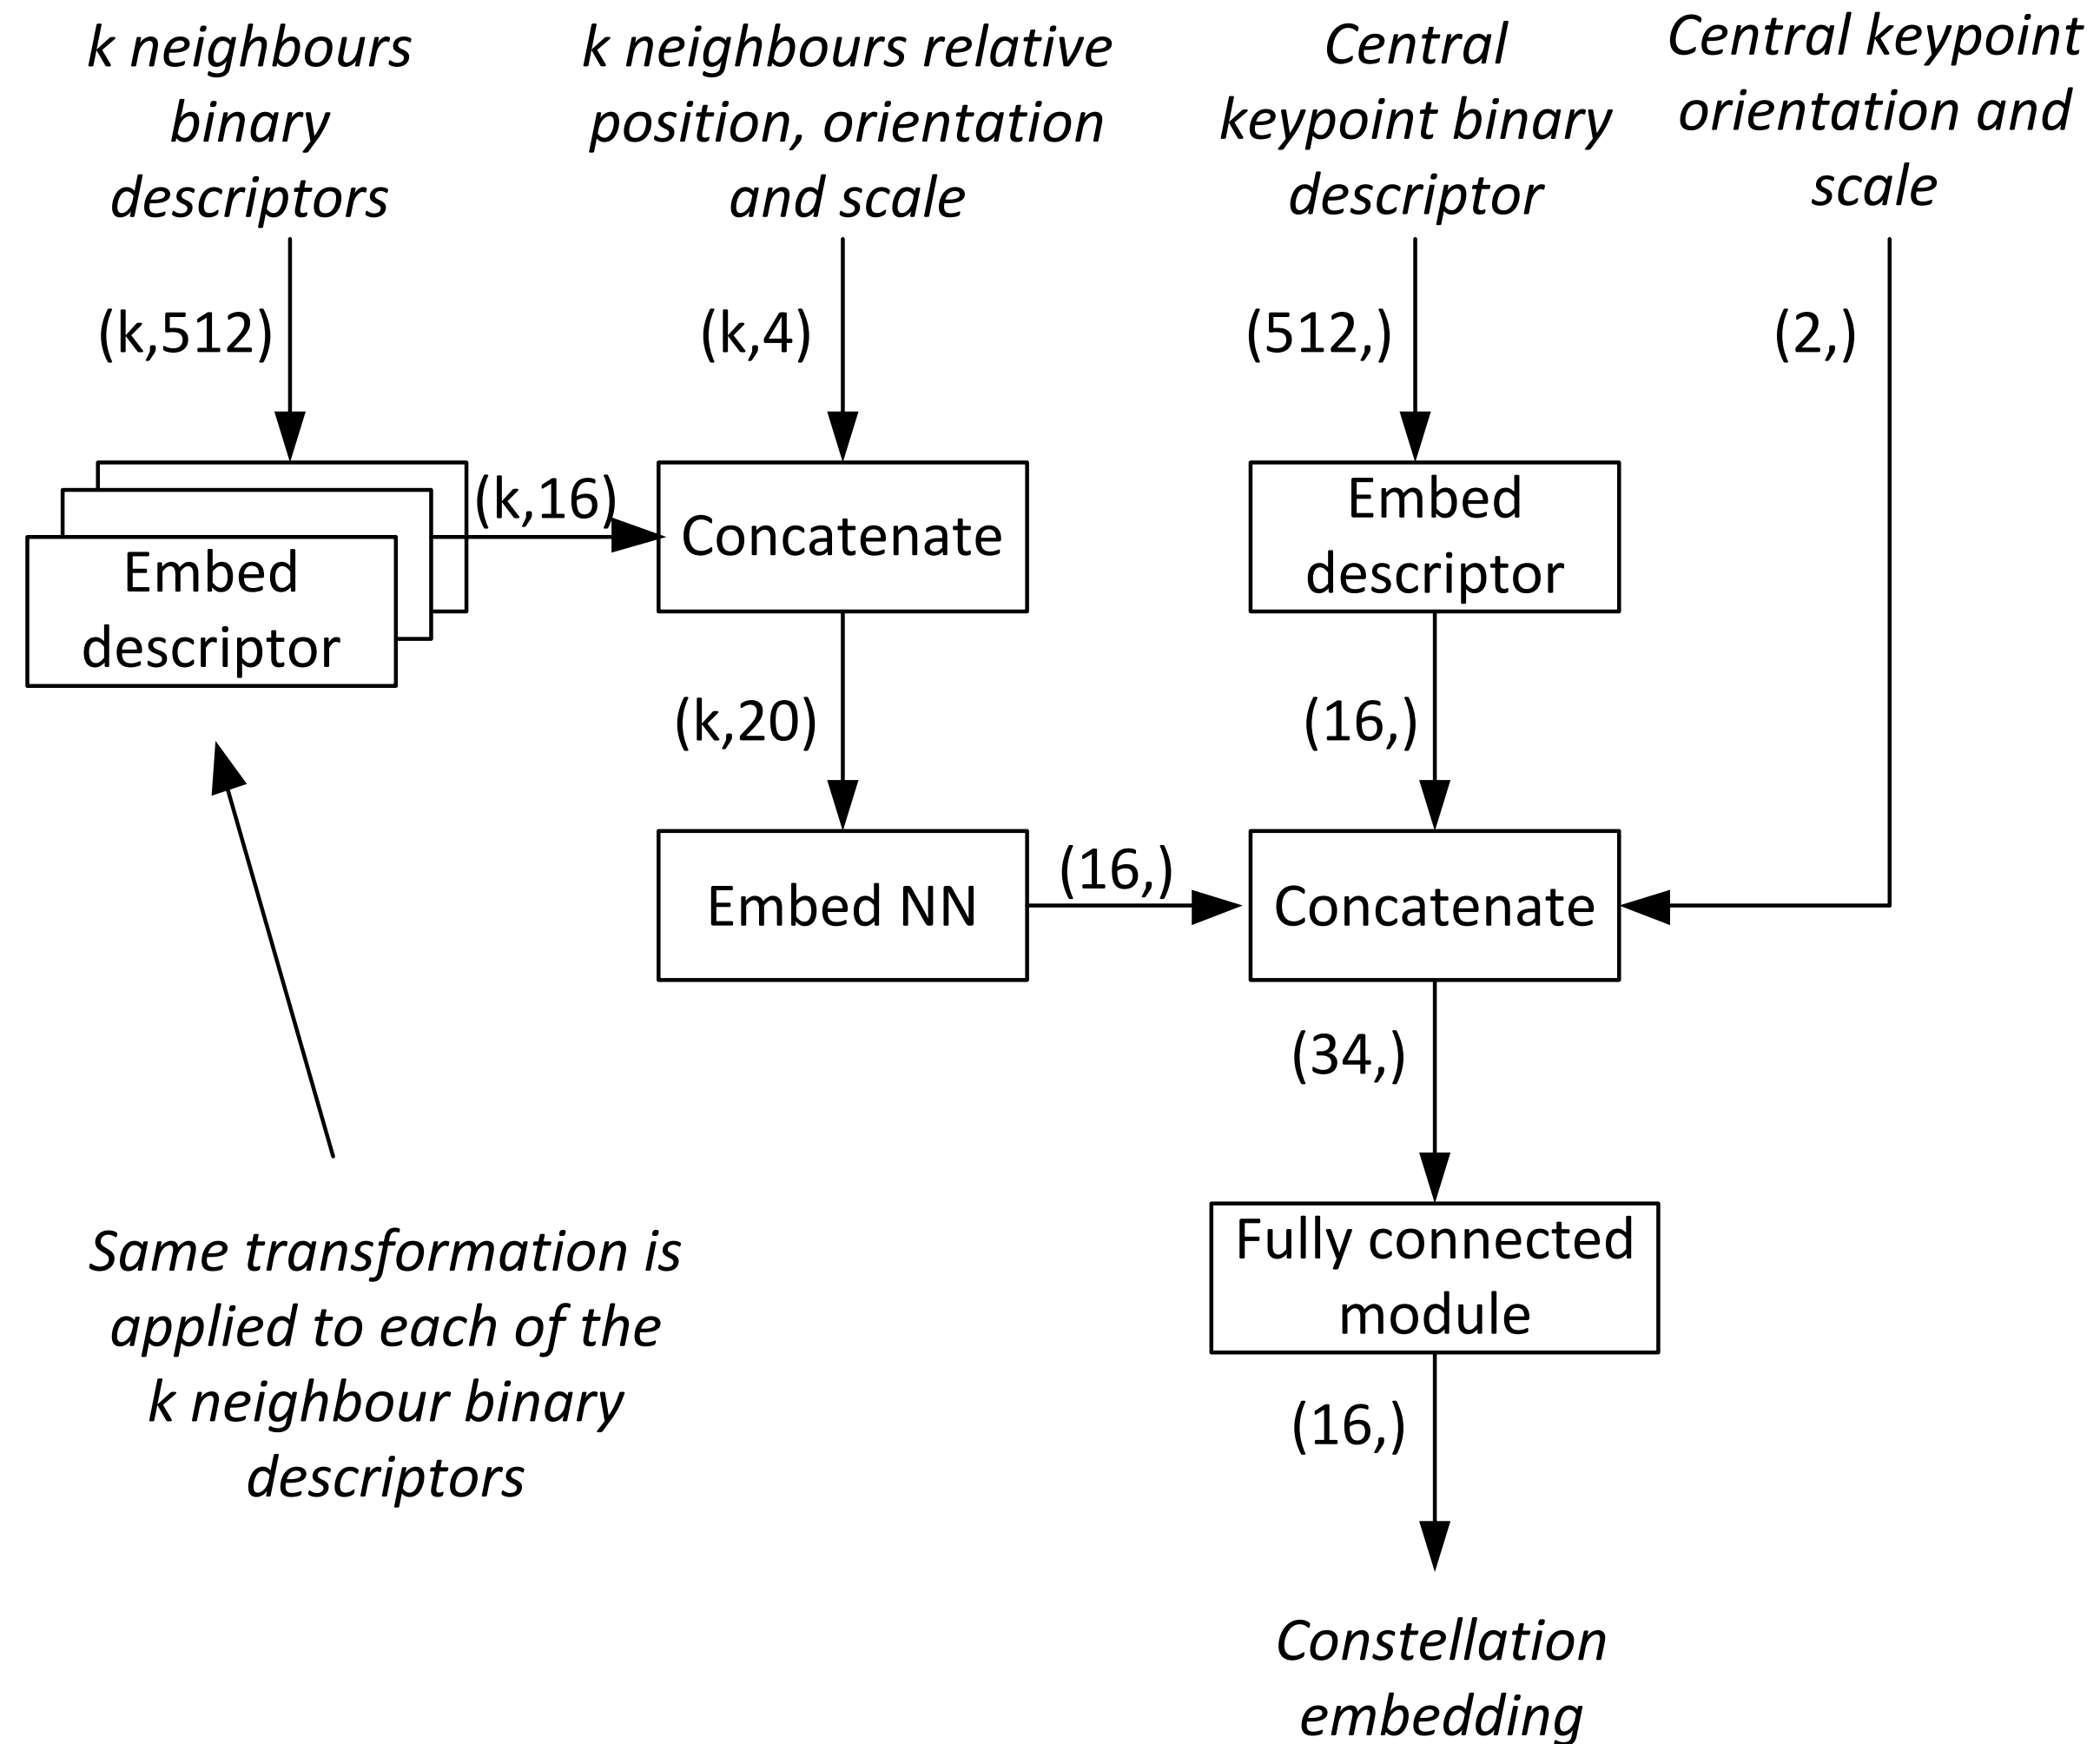 k neighbours
binary
descriptors
k neighbours relative
position, orientation
and scale
Central
keypoint binary
descriptor
Central keypoint
orientation and
scale
(k,512)
(k,4)
(512,)
(2,)
Embed
descriptor
(k,16)
Concatenate
Embed
descriptor
(k,20)
(16,)
Embed NN
(16,)
Concatenate
(34,)
Same transformation is
applied to each of the
k neighbour binary
descriptors
Fully connected
module
(16,)
Constellation
embedding